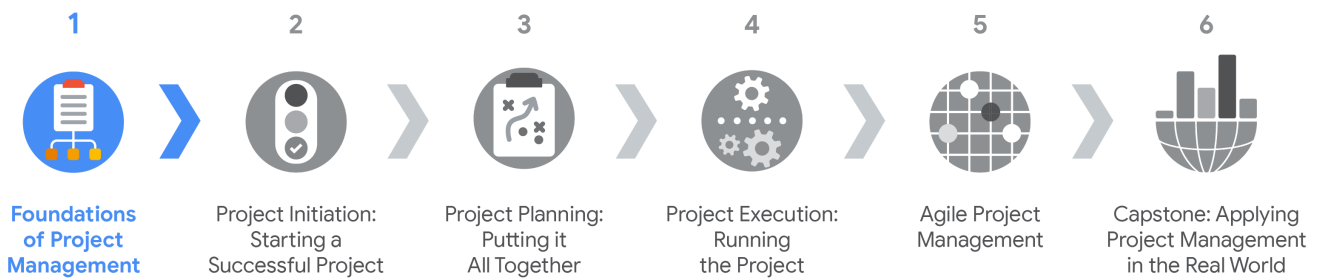 1
2
3
4
5
6
Foundations
of Project
Management
Project Initiation:
Starting a
Successful Project
Project Planning:
Putting it
All Together
Project Execution:
Running
the Project
Agile Project
Management
Capstone: Applying
Project Management
in the Real World